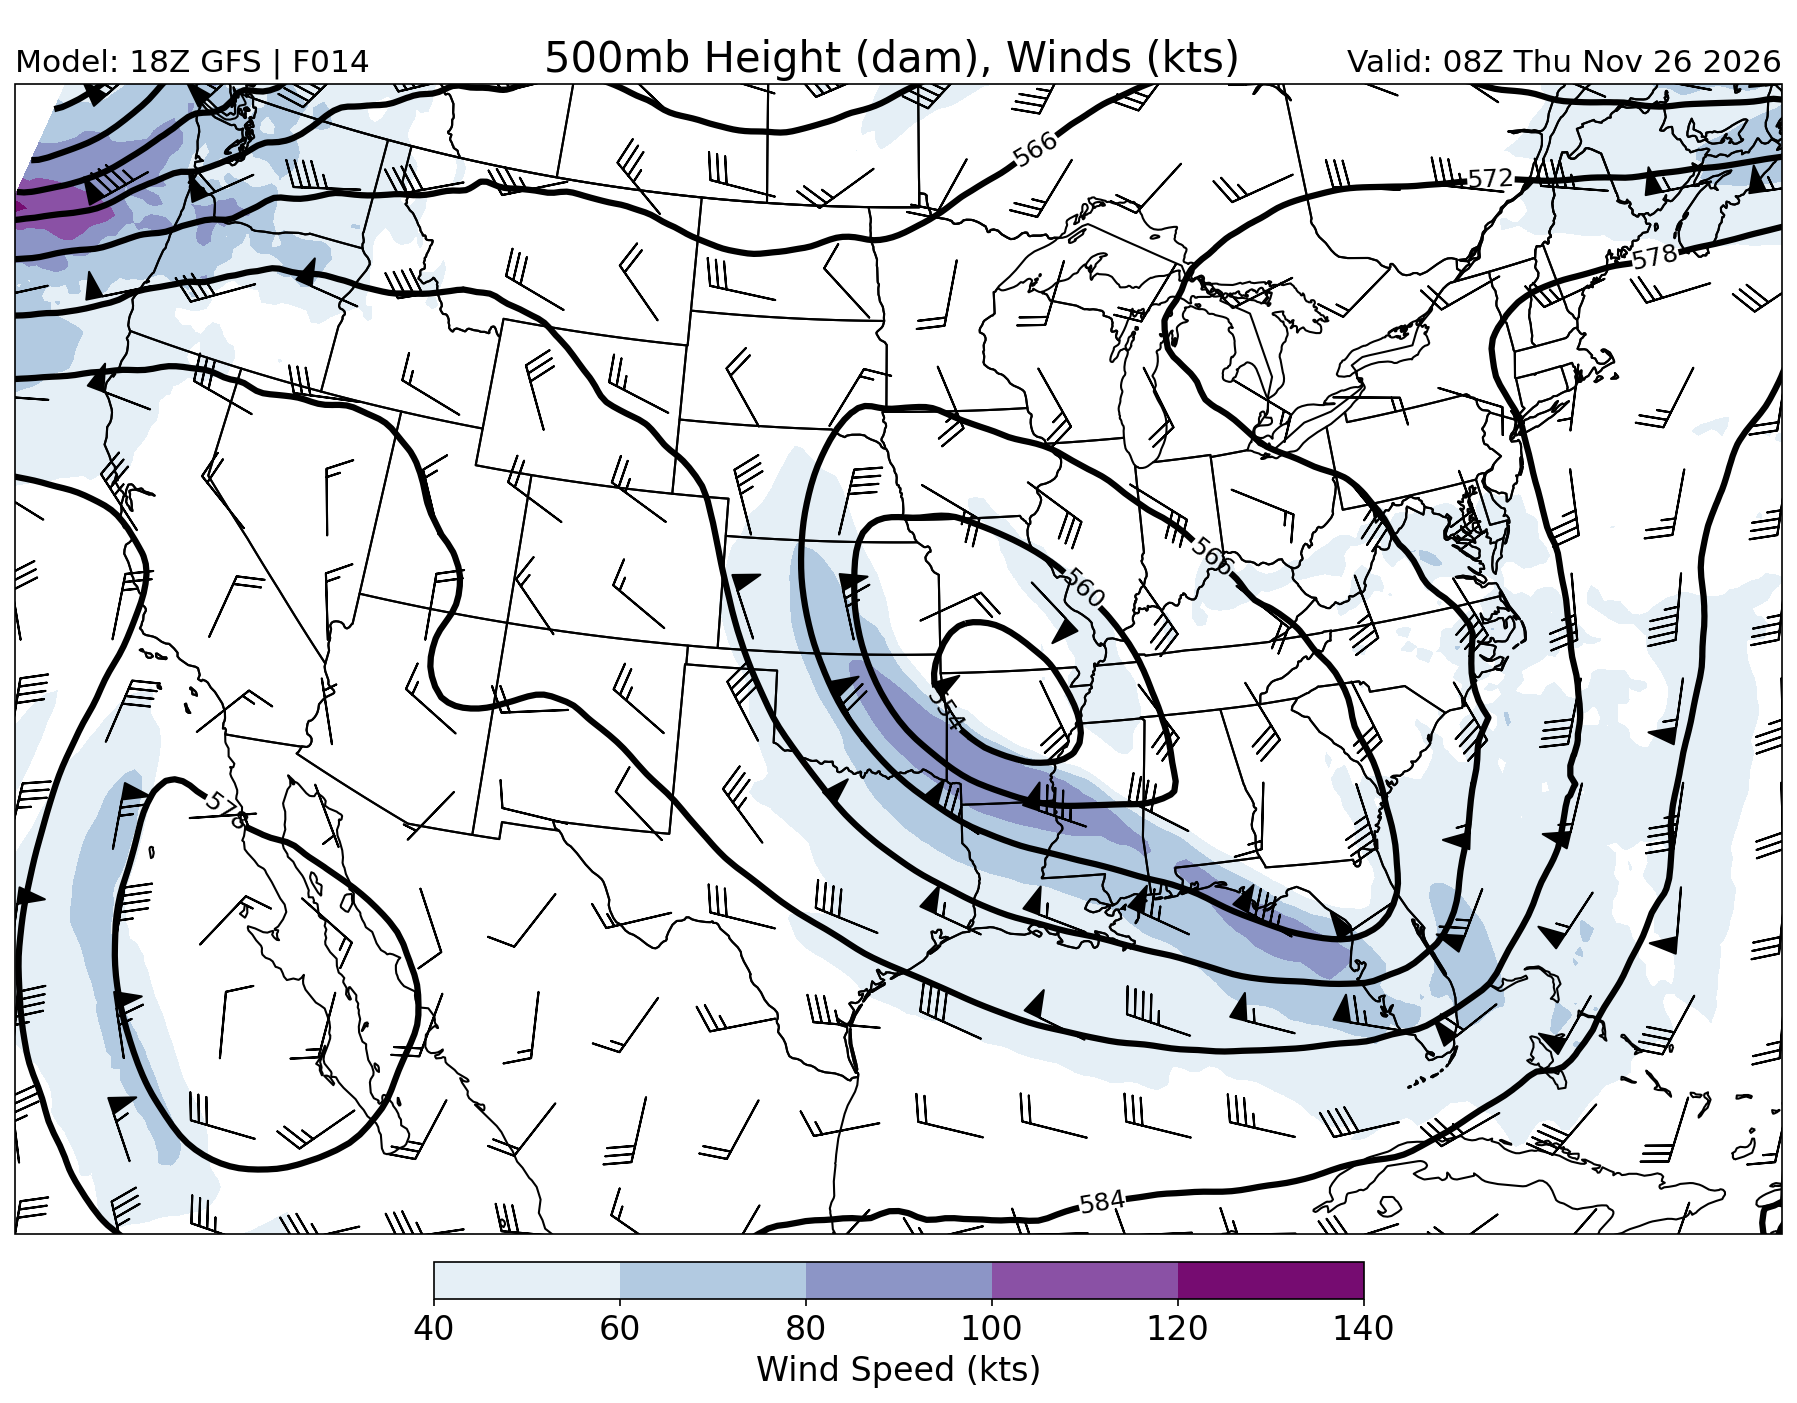 Model: 18Z GFS | F014
500mb Height (dam), Winds (kts)
Valid: 08Z Thu Nov 26 2026
566
572
578
566
560
554
578
584
40 60 80 100 120 140
Wind Speed (kts)